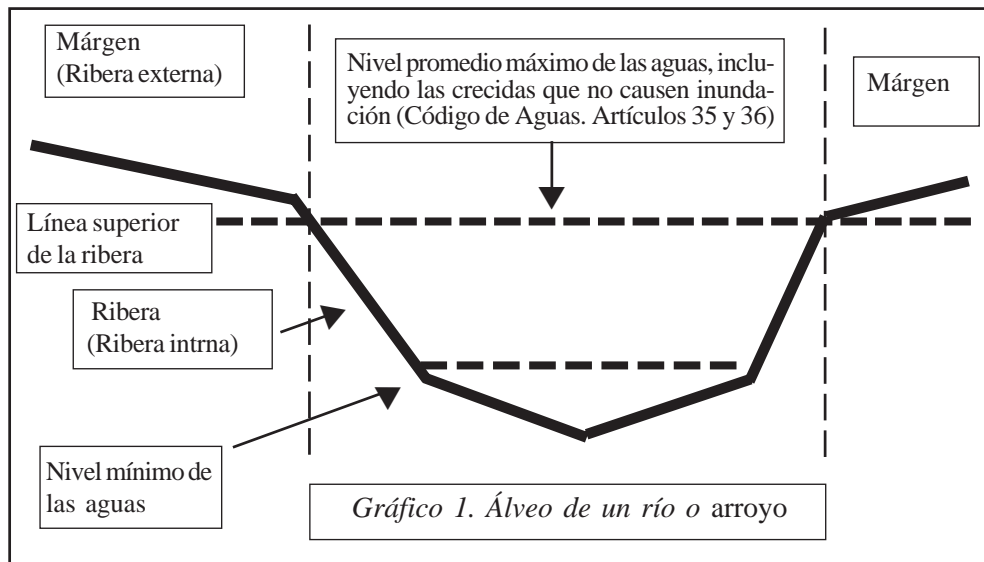 Márgen
(Ribera externa)
Nivel promedio máximo de las aguas, inclu-
yendo las crecidas que no causen inunda-
ción (Código de Aguas. Artículos 35 y 36)
Márgen
Línea superior
de la ribera
Ribera
(Ribera intrna)
Nivel mínimo de
las aguas
Gráfico 1. Álveo de un río o arroyo